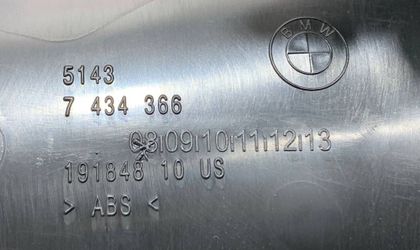 BMW
5143
7 434 366
08|09|10|11|12|13
191848 10 US
> ABS <